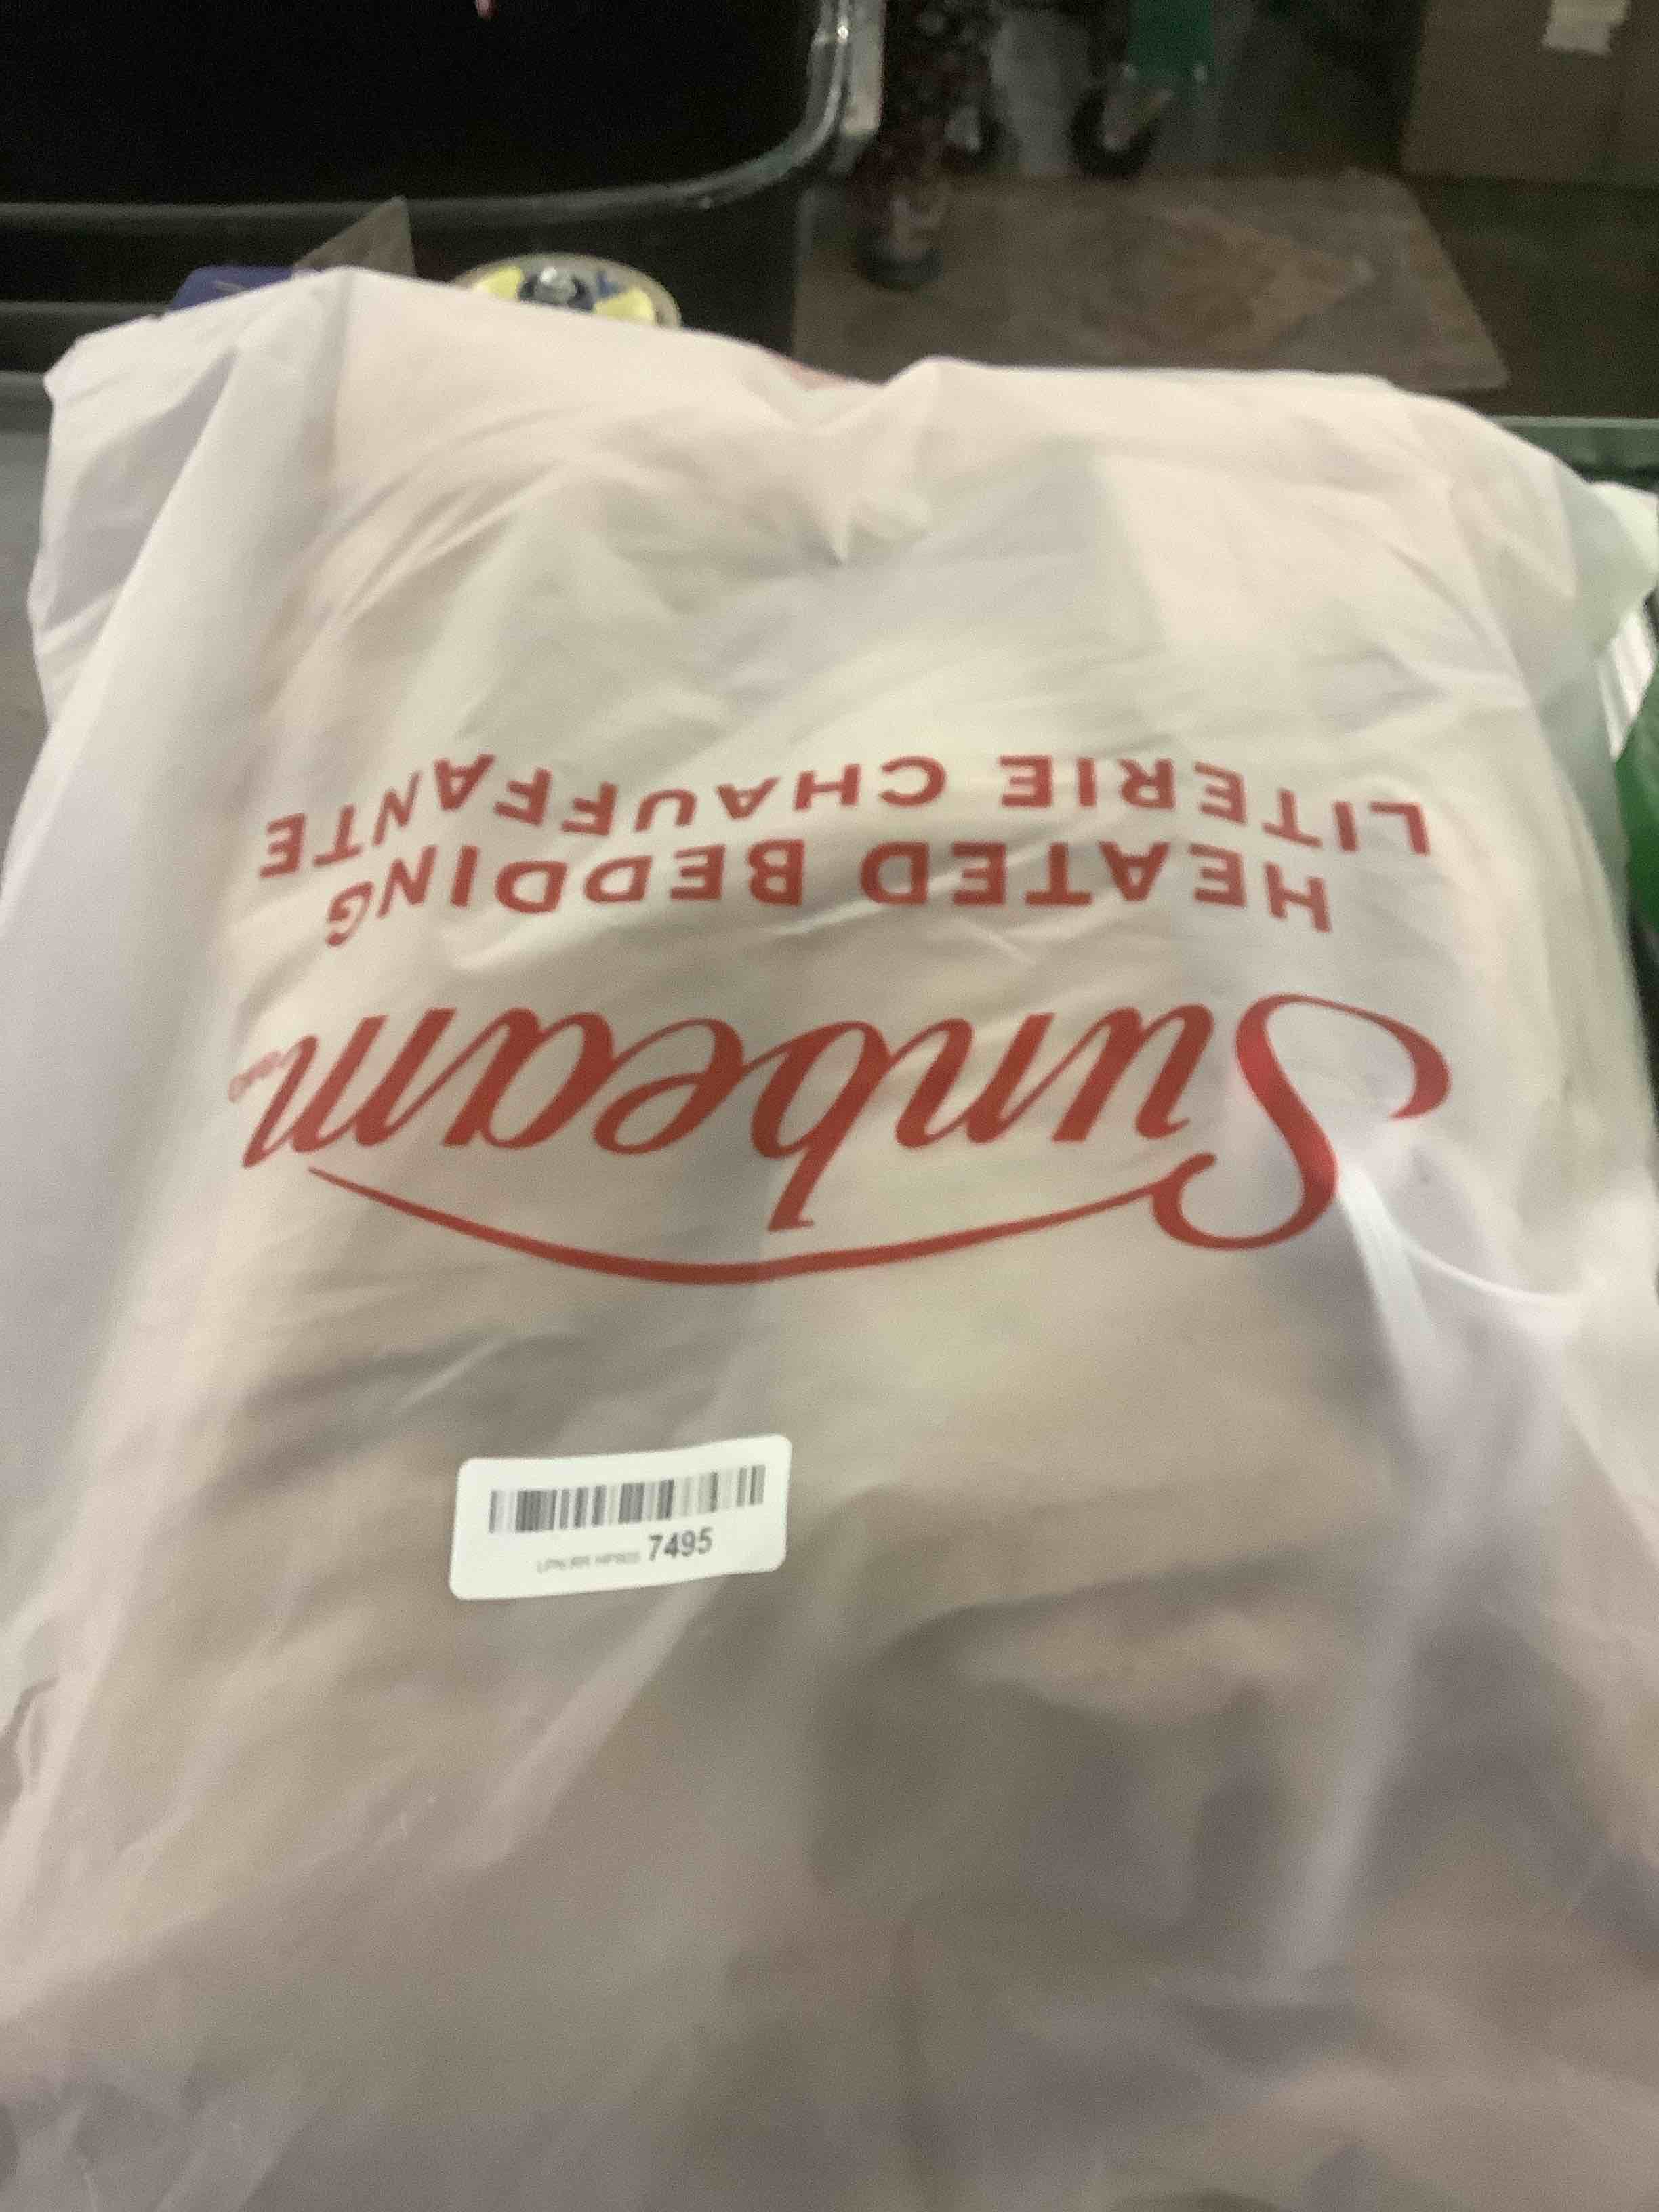 Sunbeam
HEATED BEDDING
LITERIE CHAUFFANTE
7495